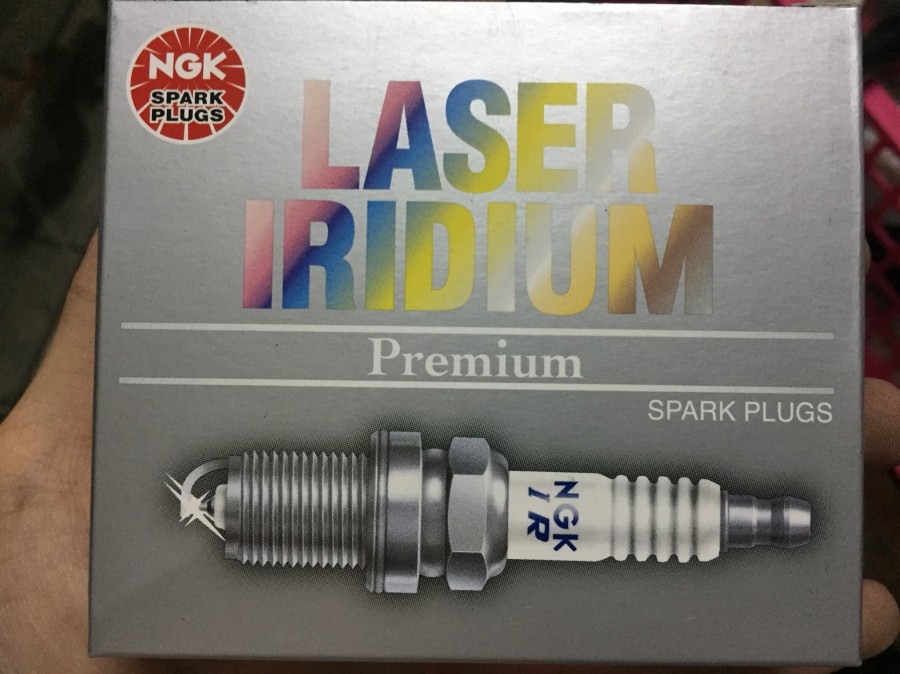 NGK
SPARK
PLUGS
LASER
IRIDIUM
Premium
SPARK PLUGS
NGK
IR